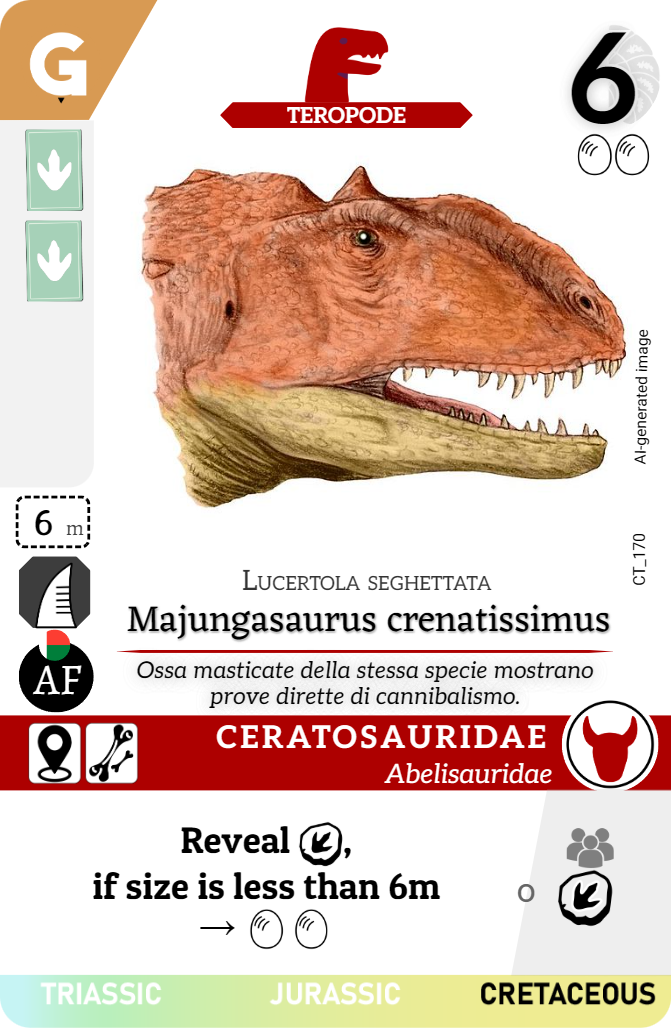 G
TEROPODE
6
AI-generated image
CT_170
6 m
AF
Lucertola seghettata
Majungasaurus crenatissimus
Ossa masticate della stessa specie mostrano
prove dirette di cannibalismo.
CERATOSAURIDAE
Abelisauridae
Reveal ,
if size is less than 6m
→
o
TRIASSIC JURASSIC CRETACEOUS